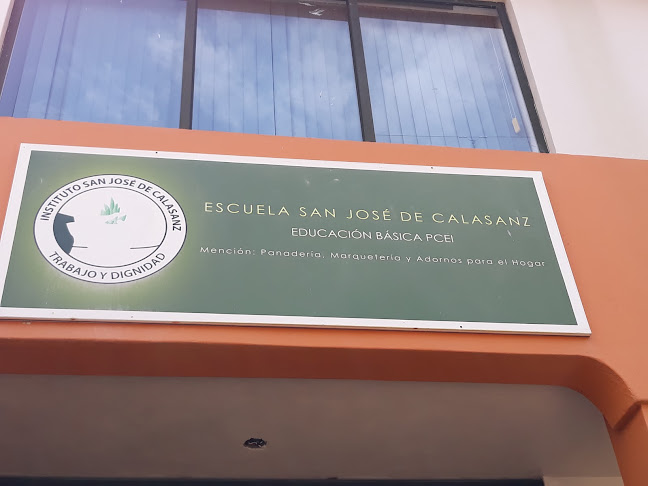 INSTITUTO SAN JOSÉ DE CALASANZ
TRABAJO Y DIGNIDAD
ESCUELA SAN JOSÉ DE CALASANZ
EDUCACIÓN BÁSICA PCEI
Mención: Panadería, Marquetería y Adornos para el Hogar